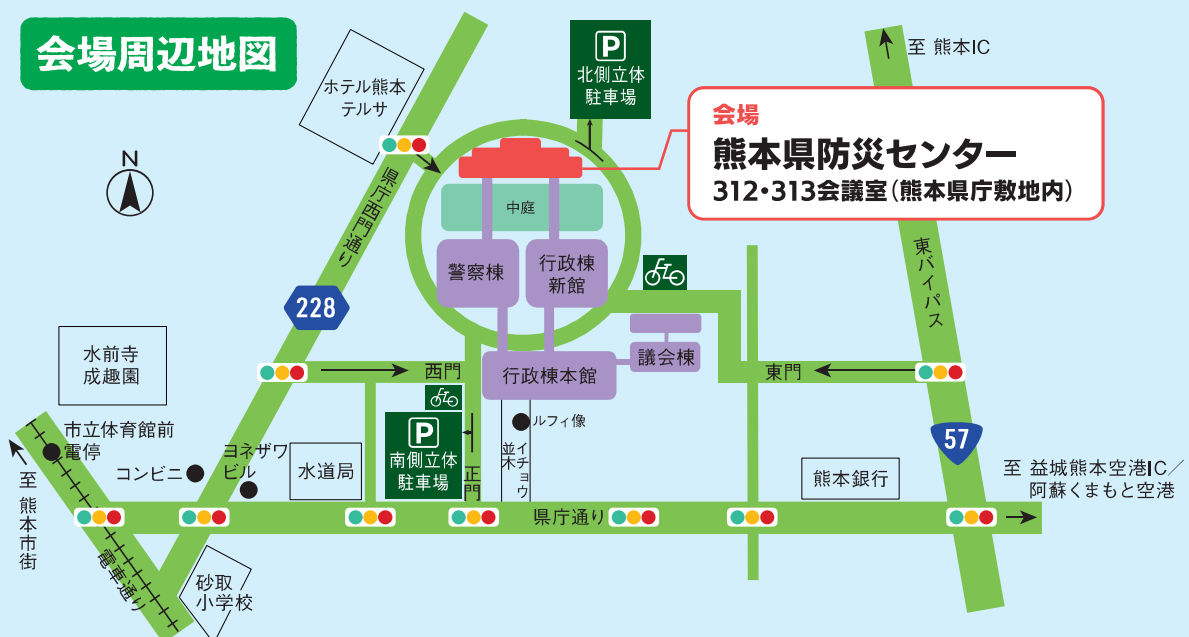 会場周辺地図
N
ホテル熊本
テルサ
P
北側立体
駐車場
至 熊本IC
会場
熊本県防災センター
312・313会議室（熊本県庁敷地内）
県庁西門通り
中庭
警察棟
行政棟
新館
東バイパス
228
水前寺
成趣園
西門
行政棟本館
議会棟
東門
P
南側立体
駐車場
正門
ルフィ像
イチョウ
並木
57
市立体育館前
電停
コンビニ
ヨネザワ
ビル
水道局
熊本銀行
至 益城熊本空港IC／
阿蘇くまもと空港
至 熊本市街
県庁通り
電車通り
砂取
小学校